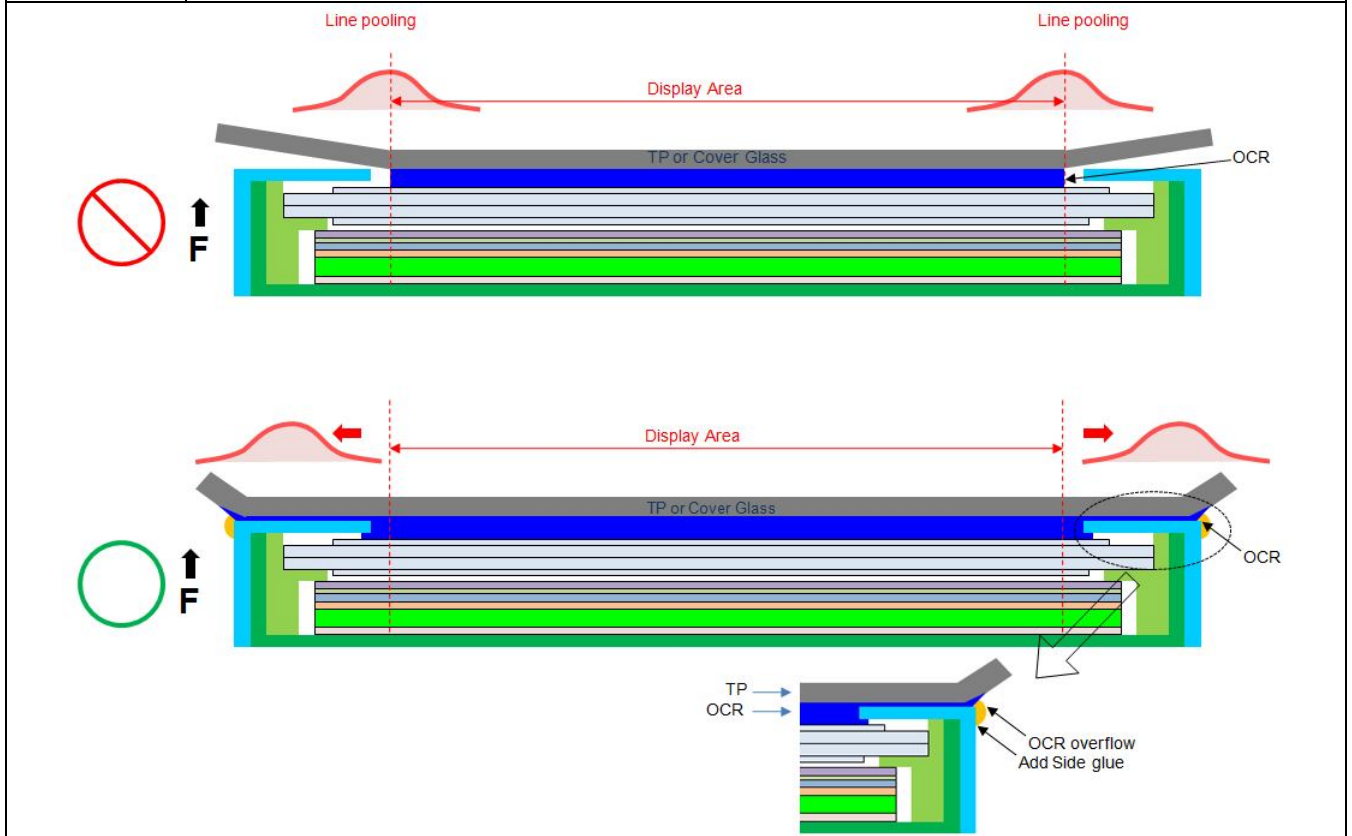 Line pooling
Line pooling
Display Area
TP or Cover Glass
OCR
F
Display Area
TP or Cover Glass
OCR
F
TP
OCR
OCR overflow
Add Side glue